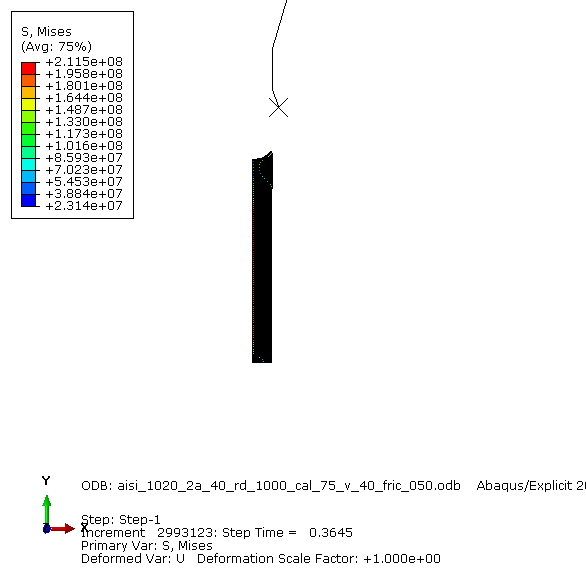 S, Mises
(Avg: 75%)
+2.115e+08
+1.958e+08
+1.801e+08
+1.644e+08
+1.487e+08
+1.330e+08
+1.173e+08
+1.016e+08
+8.593e+07
+7.023e+07
+5.453e+07
+3.884e+07
+2.314e+07
Y
X
ODB: aisi_1020_2a_40_rd_1000_cal_75_v_40_fric_050.odb Abaqus/Explicit
Step: Step-1
Increment 2993123: Step Time = 0.3645
Primary Var: S, Mises
Deformed Var: U Deformation Scale Factor: +1.000e+00